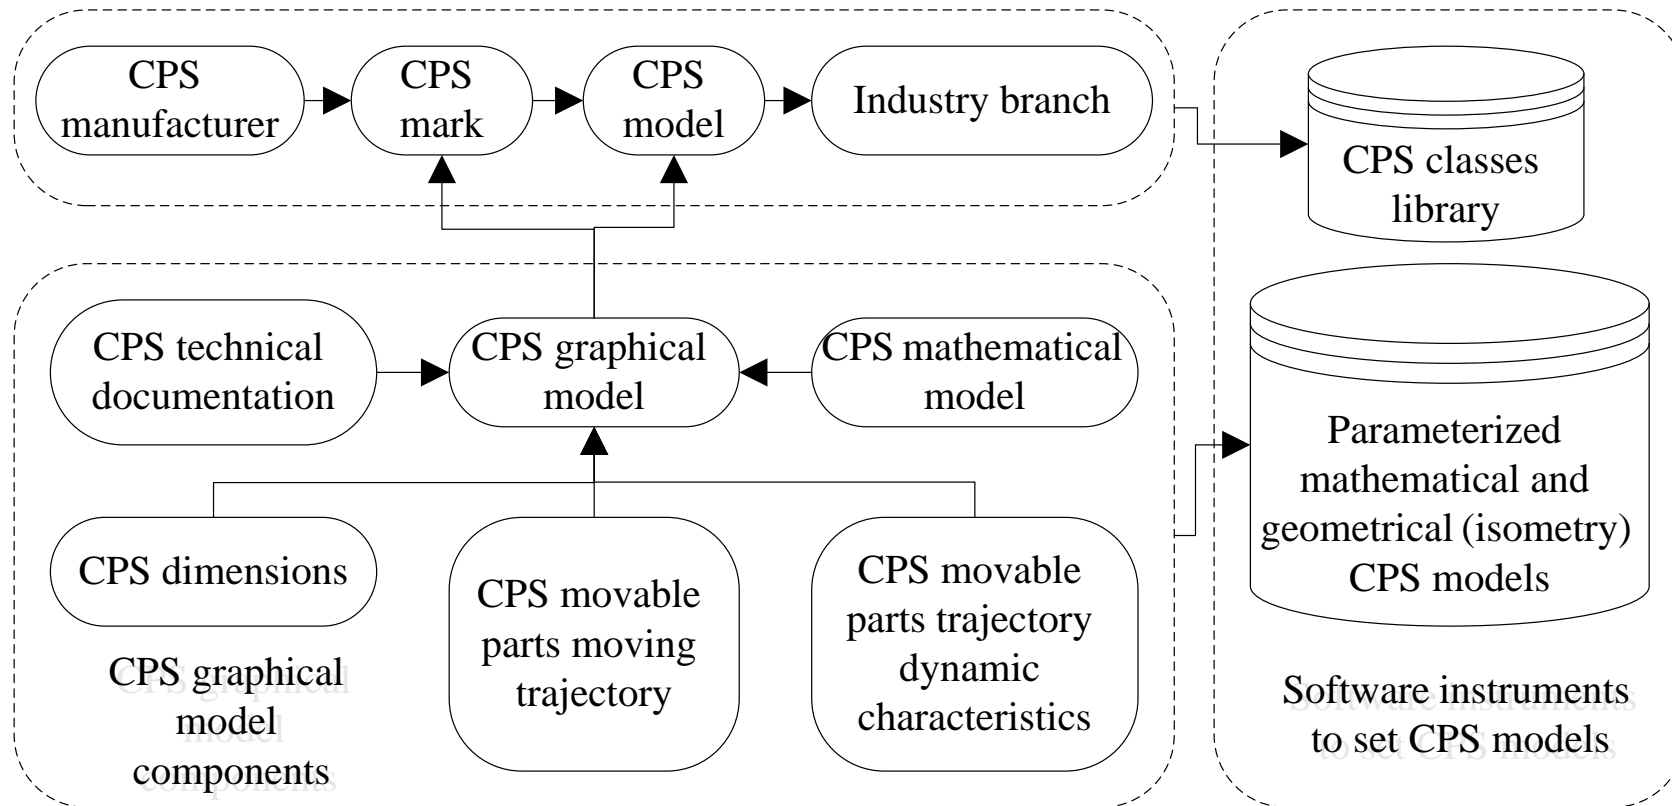 CPS
manufacturer
CPS
mark
CPS
model
Industry branch
CPS classes
library
CPS technical
documentation
CPS graphical
model
CPS mathematical
model
Parameterized
mathematical and
geometrical (isometry)
CPS models
CPS dimensions
CPS movable
parts moving
trajectory
CPS movable
parts trajectory
dynamic
characteristics
CPS graphical
model
components
Software instruments
to set CPS models